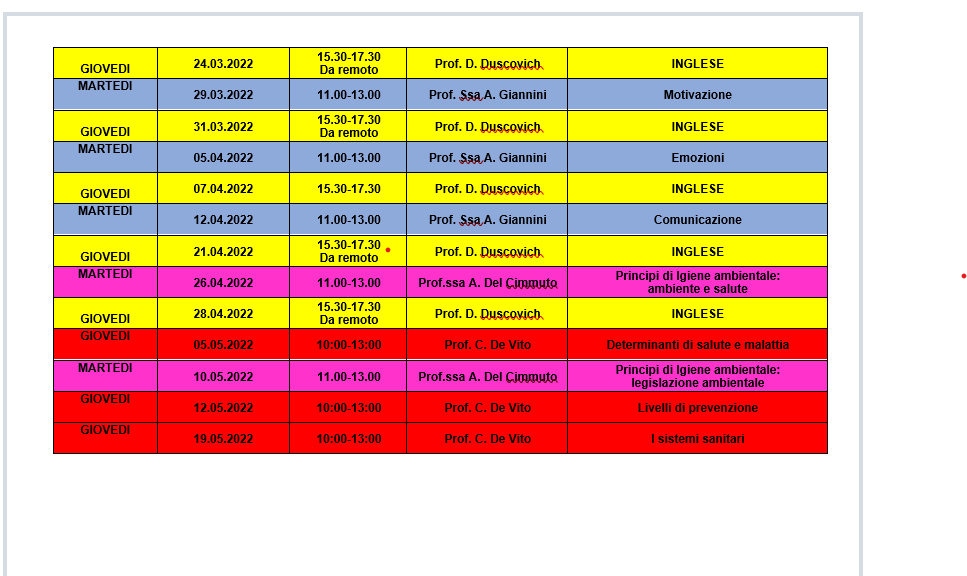 GIOVEDI 24.03.2022 15.30-17.30 Prof. D. Duscovich INGLESE
Da remoto
MARTEDI 29.03.2022 11.00-13.00 Prof. Ssa A. Giannini Motivazione
GIOVEDI 31.03.2022 15.30-17.30 Prof. D. Duscovich INGLESE
Da remoto
MARTEDI 05.04.2022 11.00-13.00 Prof. Ssa A. Giannini Emozioni
GIOVEDI 07.04.2022 15.30-17.30 Prof. D. Duscovich INGLESE
MARTEDI 12.04.2022 11.00-13.00 Prof. Ssa A. Giannini Comunicazione
GIOVEDI 21.04.2022 15.30-17.30 Prof. D. Duscovich INGLESE
Da remoto
MARTEDI 26.04.2022 11.00-13.00 Prof.ssa A. Del Cimmuto Principi di Igiene ambientale:
ambiente e salute
GIOVEDI 28.04.2022 15.30-17.30 Prof. D. Duscovich INGLESE
Da remoto
GIOVEDI 05.05.2022 10:00-13:00 Prof. C. De Vito Determinanti di salute e malattia
MARTEDI 10.05.2022 11.00-13.00 Prof.ssa A. Del Cimmuto Principi di Igiene ambientale:
legislazione ambientale
GIOVEDI 12.05.2022 10:00-13:00 Prof. C. De Vito Livelli di prevenzione
GIOVEDI 19.05.2022 10:00-13:00 Prof. C. De Vito I sistemi sanitari